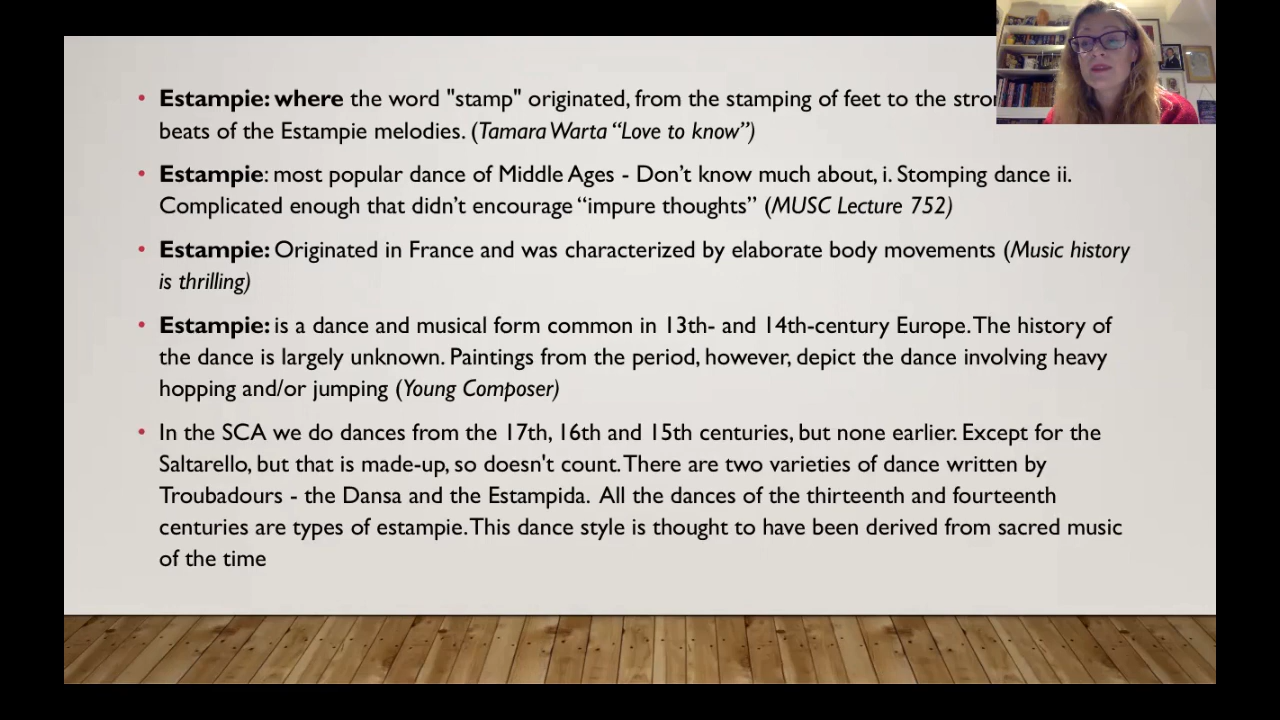 • Estampie: where the word "stamp" originated, from the stamping of feet to the
beats of the Estampie melodies. (Tamara Warta “Love to know”)
• Estampie: most popular dance of Middle Ages - Don’t know much about, i. Stomping dance ii.
Complicated enough that didn’t encourage “impure thoughts” (MUSC Lecture 752)
• Estampie: Originated in France and was characterized by elaborate body movements (Music history
is thrilling)
• Estampie: is a dance and musical form common in 13th- and 14th-century Europe. The history of
the dance is largely unknown. Paintings from the period, however, depict the dance involving heavy
hopping and/or jumping (Young Composer)
• In the SCA we do dances from the 17th, 16th and 15th centuries, but none earlier. Except for the
Saltarello, but that is made-up, so doesn't count. There are two varieties of dance written by
Troubadours - the Dansa and the Estampida. All the dances of the thirteenth and fourteenth
centuries are types of estampie. This dance style is thought to have been derived from sacred music
of the time